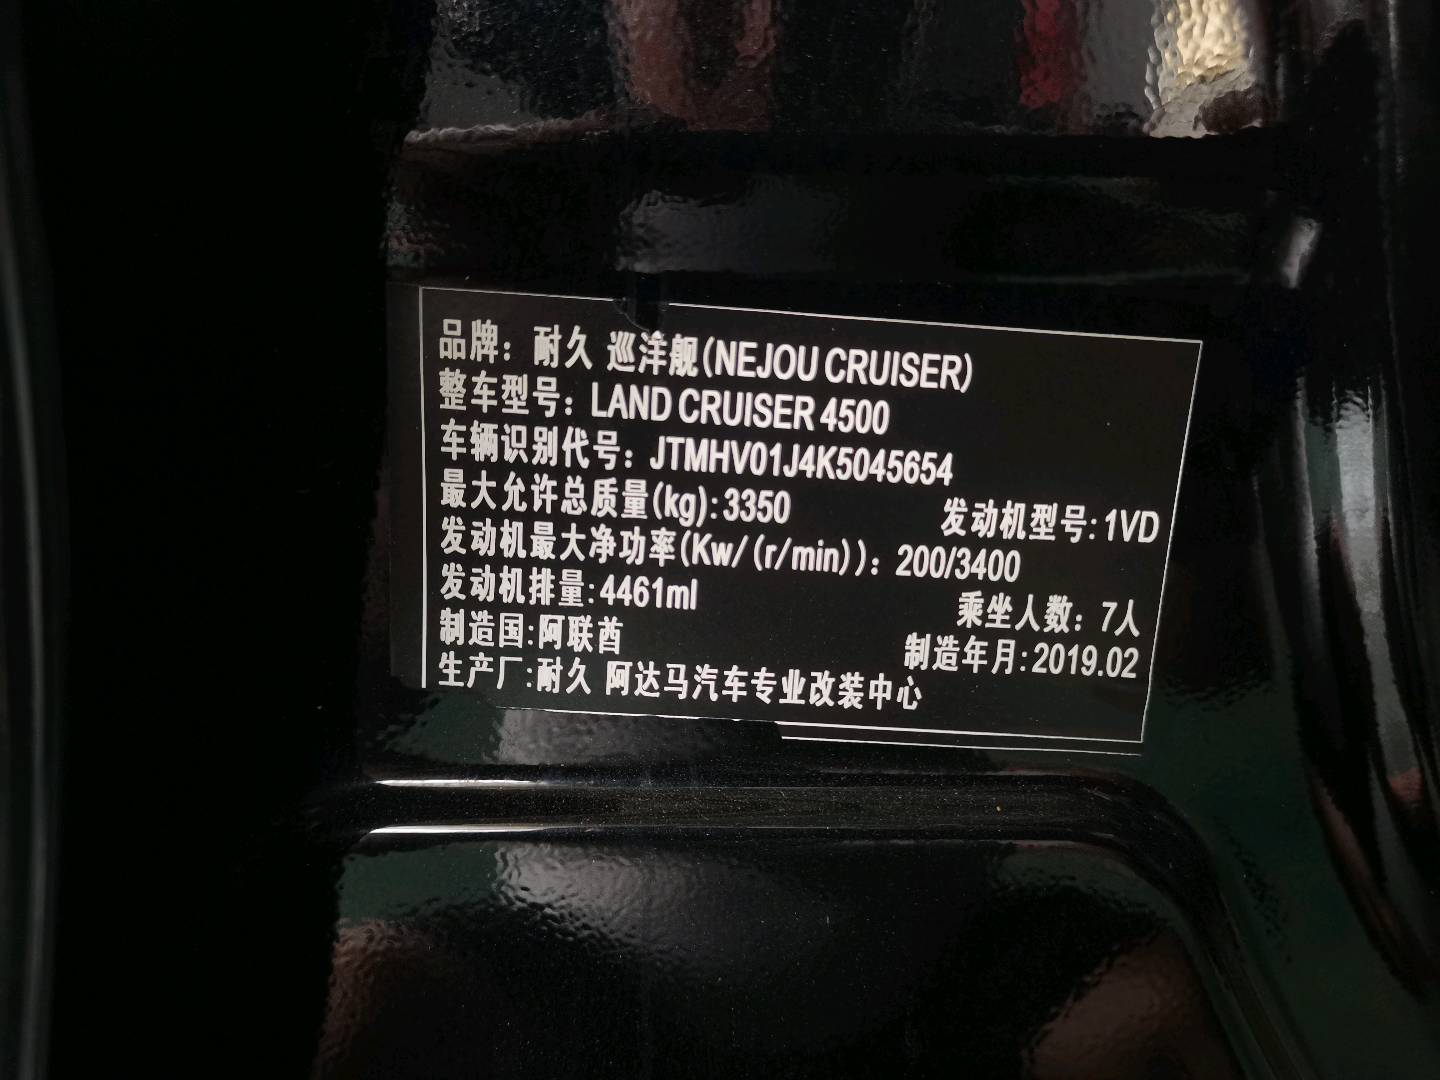 品牌：耐久 巡洋舰(NEJOU CRUISER)
整车型号：LAND CRUISER 4500
车辆识别代号：JTMHV01J4K5045654
最大允许总质量(kg):3350 发动机型号:1VD
发动机最大净功率(Kw/(r/min))：200/3400
发动机排量:4461ml 乘坐人数：7人
制造国:阿联酋 制造年月:2019.02
生产厂:耐久 阿达马汽车专业改装中心